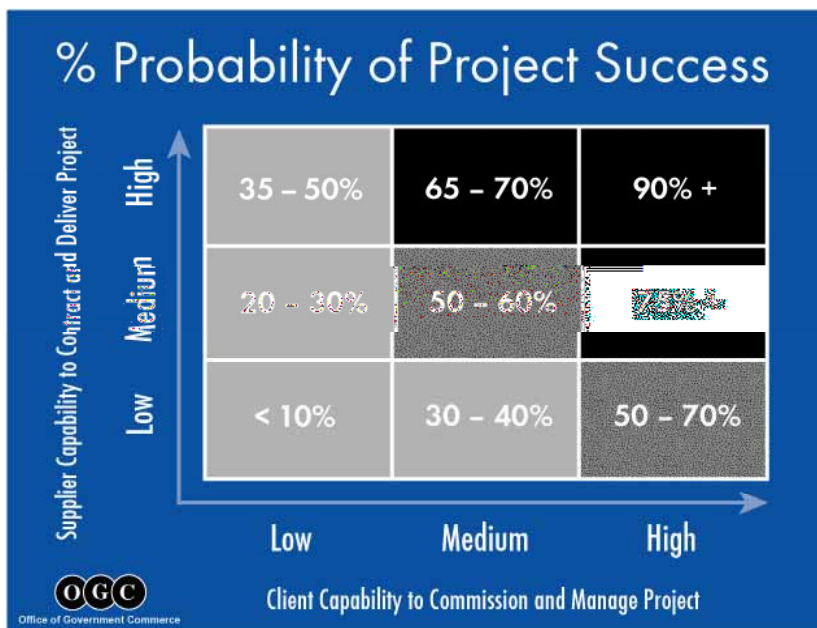 % Probability of Project Success
Supplier Capability to Contract and Deliver Project
High
35 – 50%
65 – 70%
90% +
Medium
20 – 30%
50 – 60%
Low
< 10%
30 – 40%
50 – 70%
Low
Medium
High
OGC
Office of Government Commerce
Client Capability to Commission and Manage Project